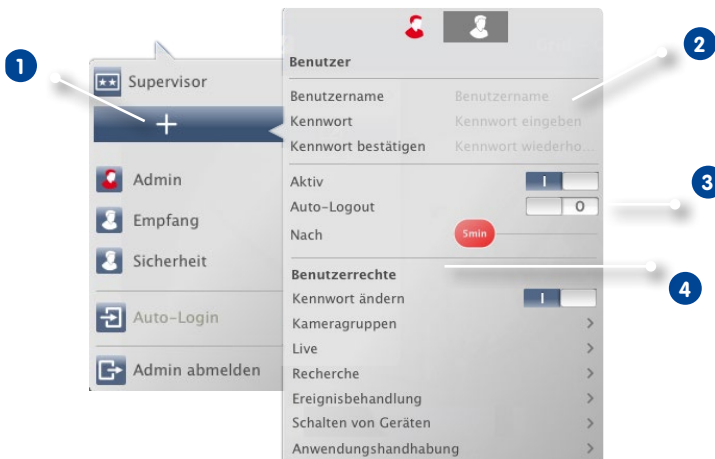 1
Supervisor
+
Admin
Empfang
Sicherheit
Auto-Login
Admin abmelden
Benutzer
2
Benutzername Benutzername
Kennwort Kennwort eingeben
Kennwort bestätigen Kennwort wiederho...
Aktiv I
3
Auto-Logout O
Nach 5min
Benutzerrechte
4
Kennwort ändern I
Kameragruppen >
Live >
Recherche >
Ereignisbehandlung >
Schalten von Geräten >
Anwendungshandhabung >